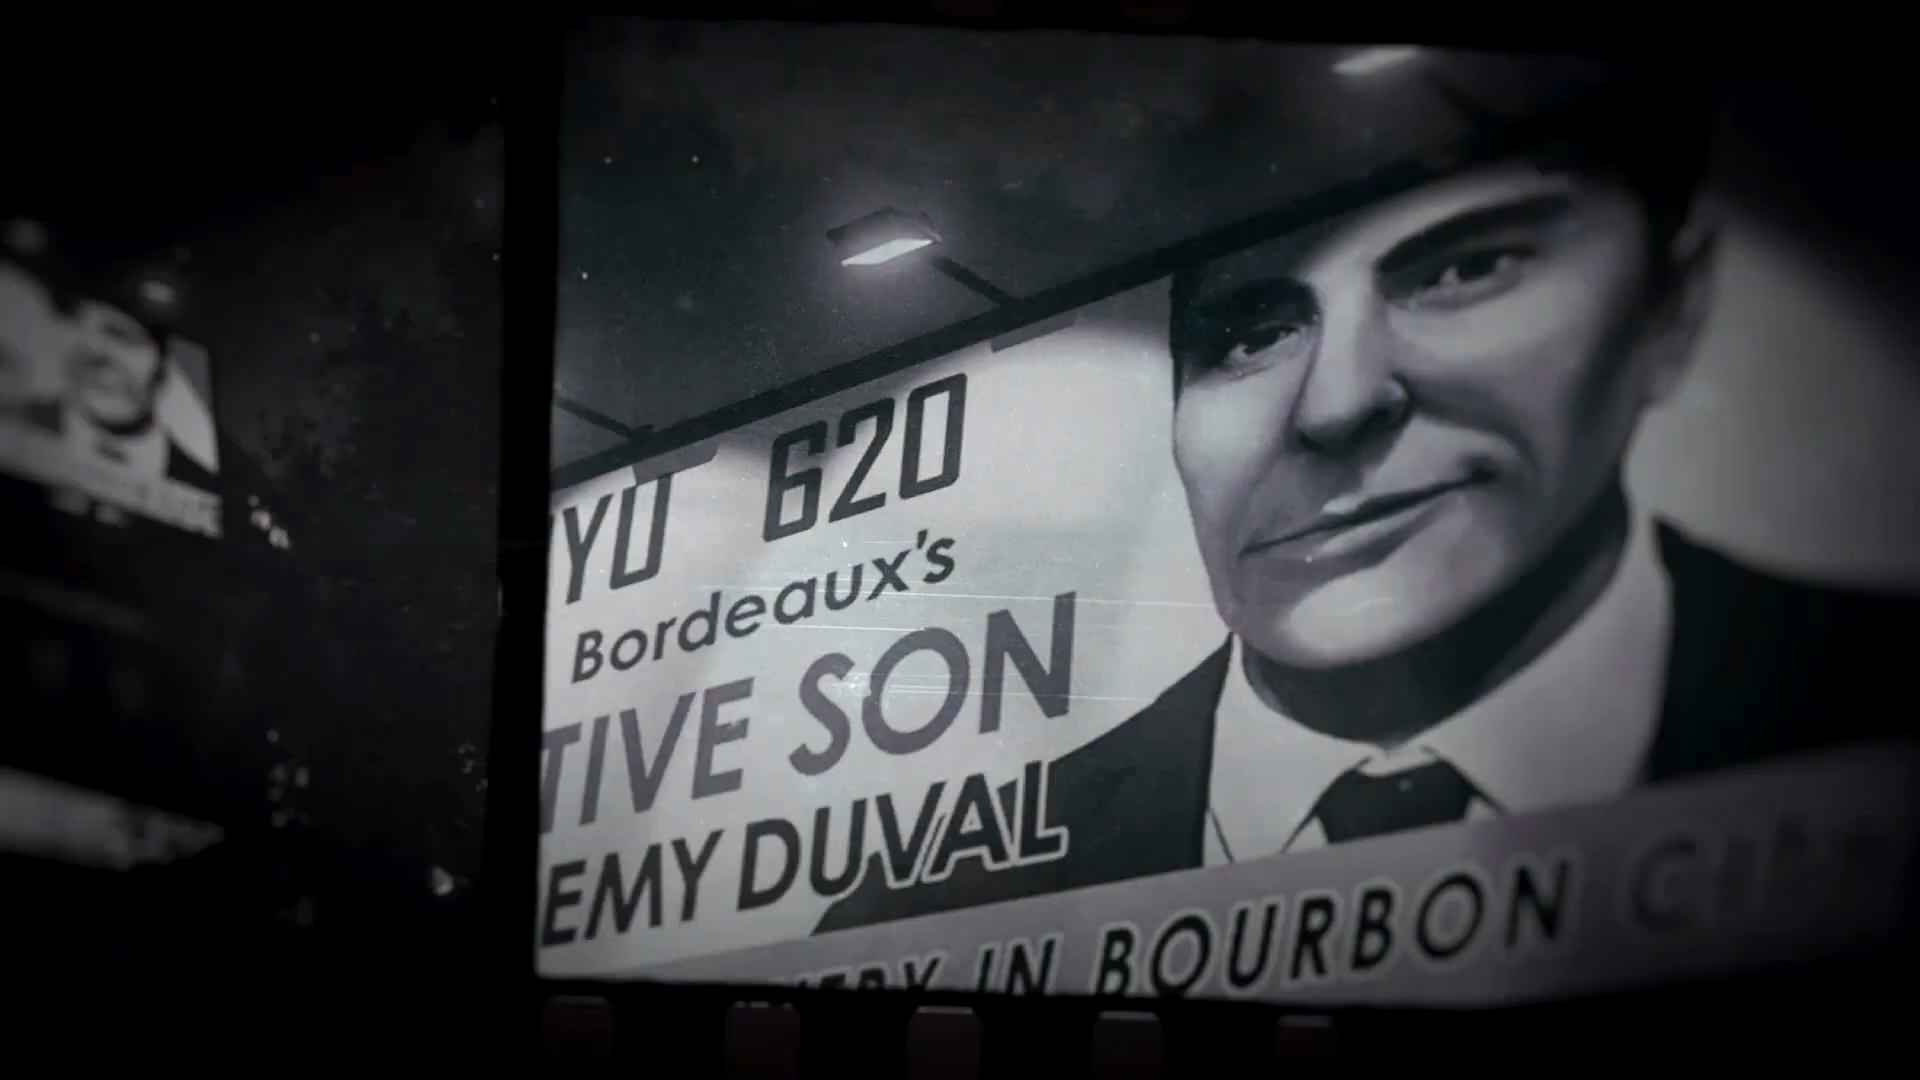 YU 620
Bordeaux's
TIVE SON
EMY DUVAL
IN BOURBON